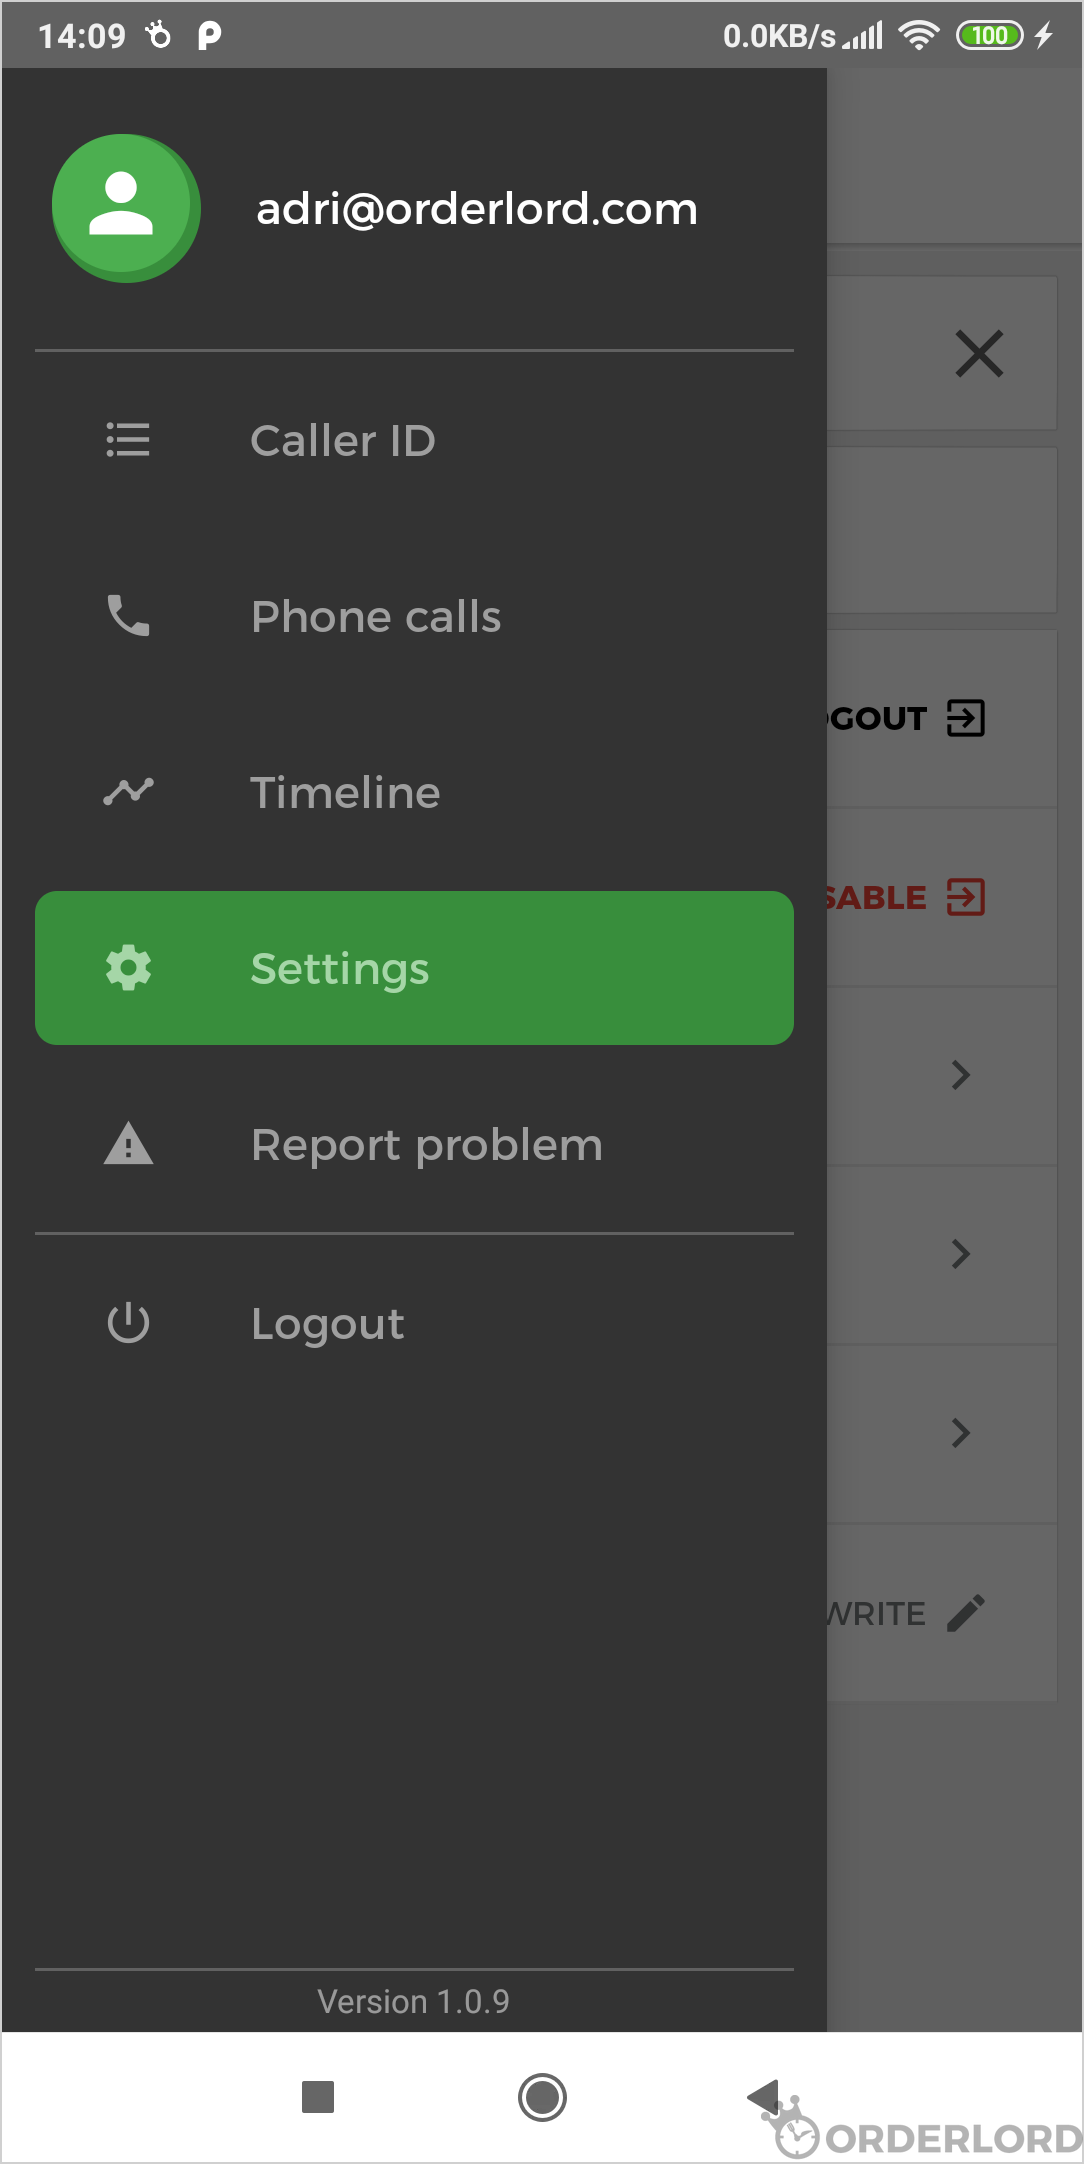 14:09 0.0KB/s 100
adri@orderlord.com
Caller ID
Phone calls
OGOUT
Timeline
SABLE
Settings
Report problem
Logout
WRITE
Version 1.0.9
ORDERLORD